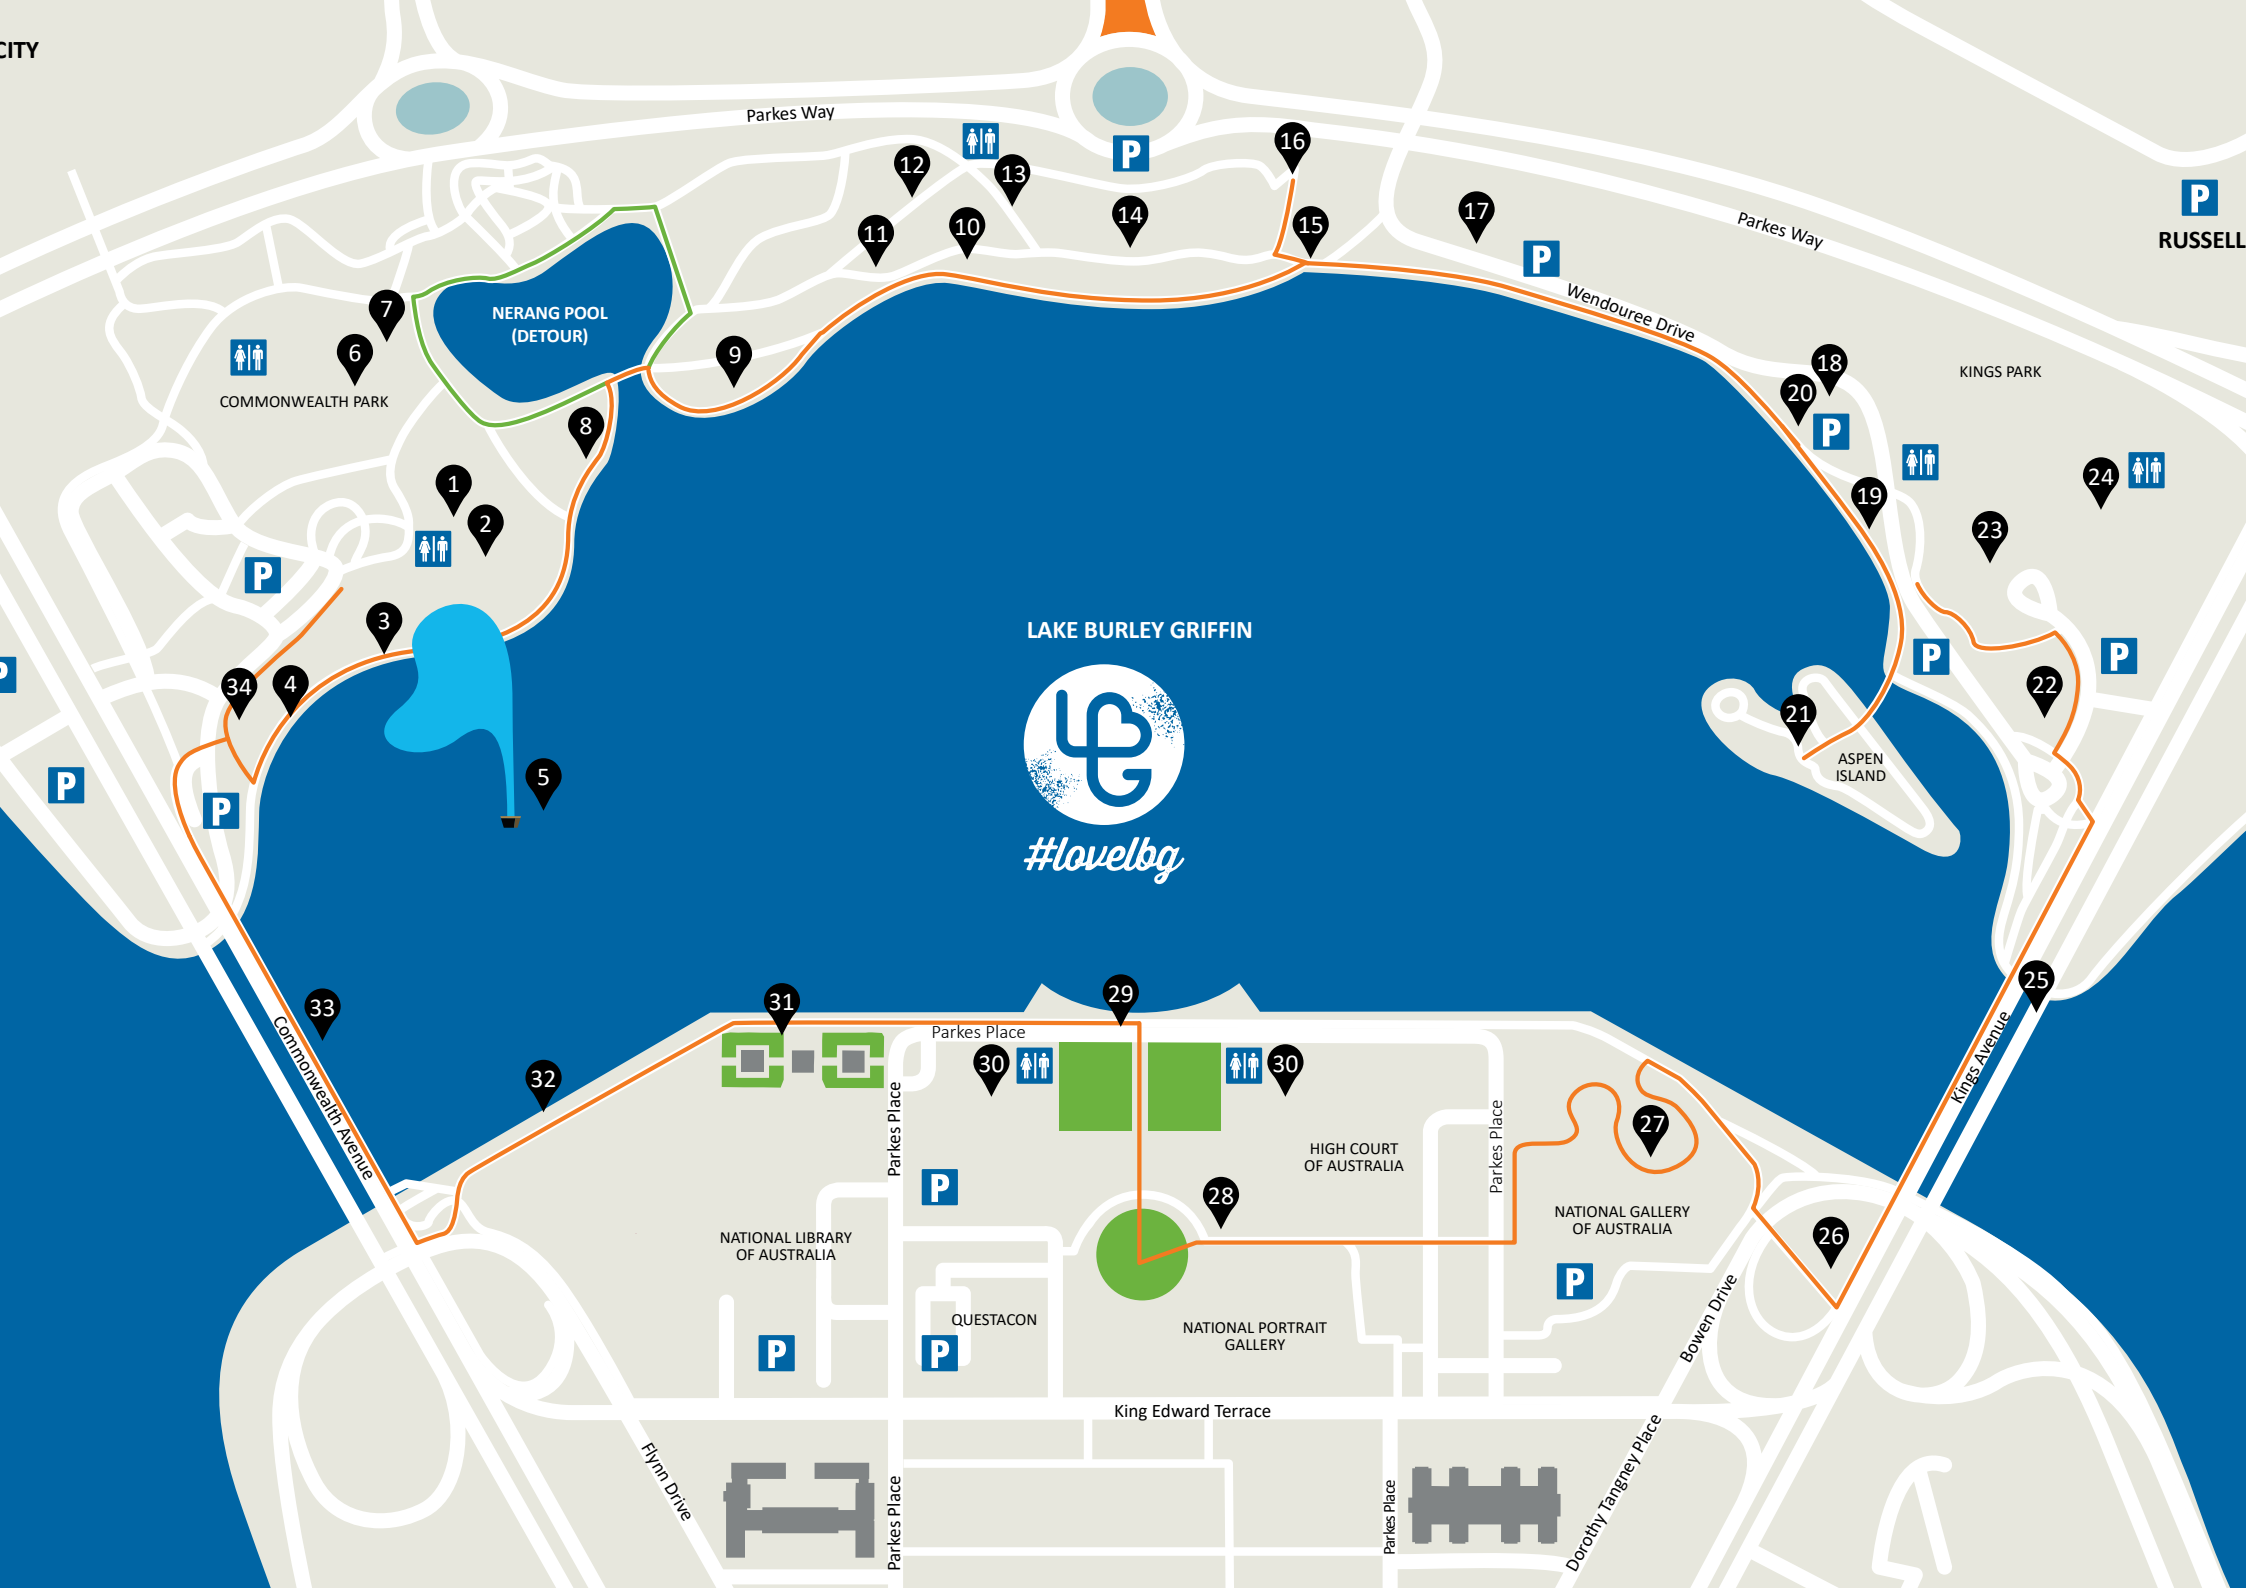 CITY
Parkes Way
P
16
12
13
14
11
10
15
17
P
Parkes Way
P
RUSSELL
P
Wendouree Drive
7
NERANG POOL
(DETOUR)
6
9
COMMONWEALTH PARK
18
20
KINGS PARK
P
8
1
2
24
19
23
P
3
LAKE BURLEY GRIFFIN
P
P
P
34
4
22
21
ASPEN
ISLAND
LBG
#lovelbg
5
P
P
33
31
29
25
Commonwealth Avenue
Parkes Place
Kings Avenue
32
30
30
Parkes Place
Parkes Place
27
HIGH COURT
OF AUSTRALIA
P
28
NATIONAL GALLERY
OF AUSTRALIA
26
NATIONAL LIBRARY
OF AUSTRALIA
P
QUESTACON
NATIONAL PORTRAIT
GALLERY
Bowen Drive
P
P
King Edward Terrace
Flynn Drive
Parkes Place
Parkes Place
Dorothy Tangney Place